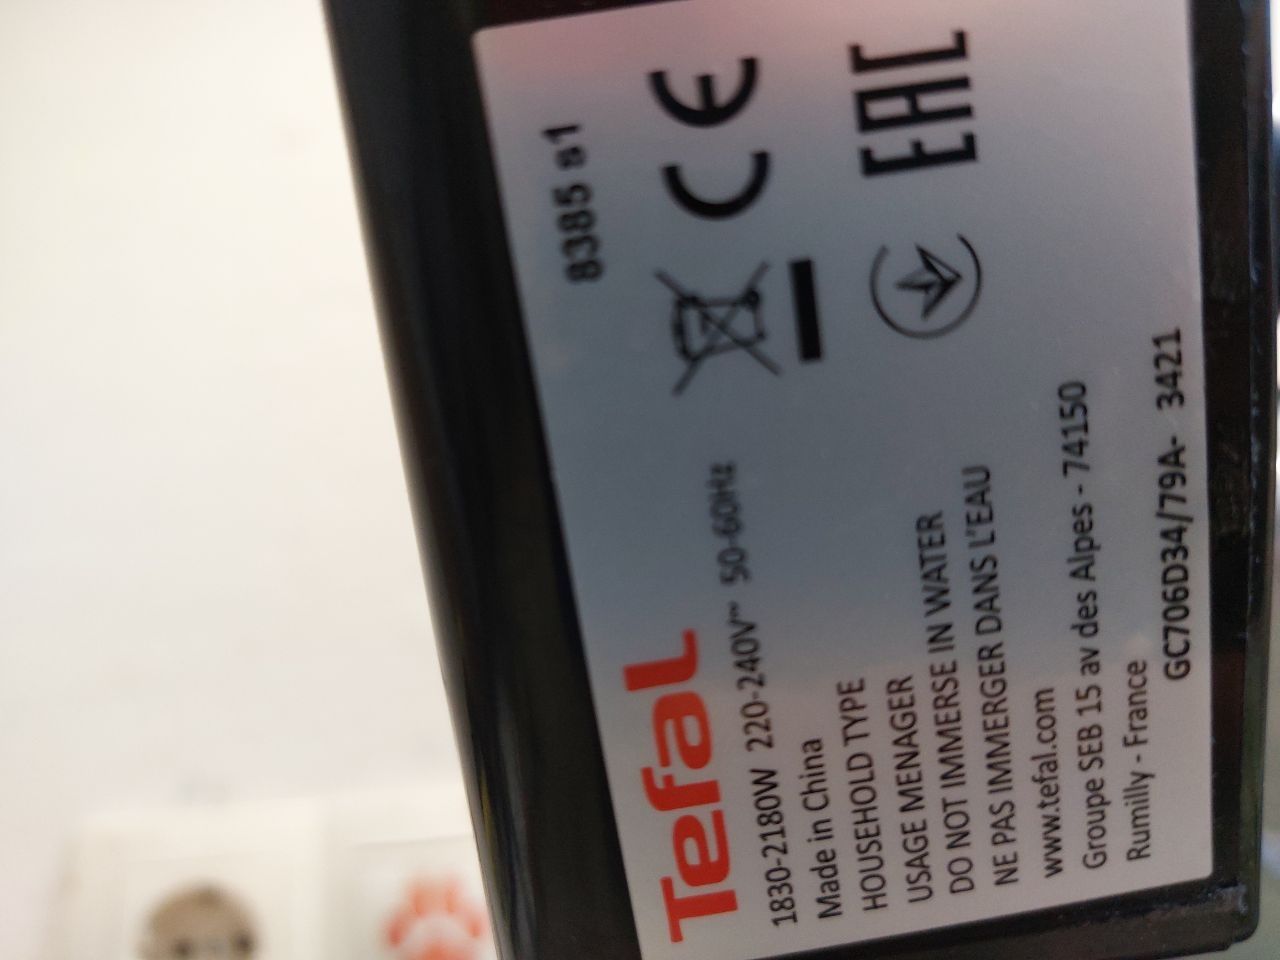 8385 s1
Tefal
1830-2180W 220-240V~ 50-60Hz
Made in China
HOUSEHOLD TYPE
USAGE MENAGER
DO NOT IMMERSE IN WATER
NE PAS IMMERGER DANS L'EAU
www.tefal.com
Groupe SEB 15 av des Alpes - 74150
Rumilly - France
GC706D34/79A- 3421
CE
EAC